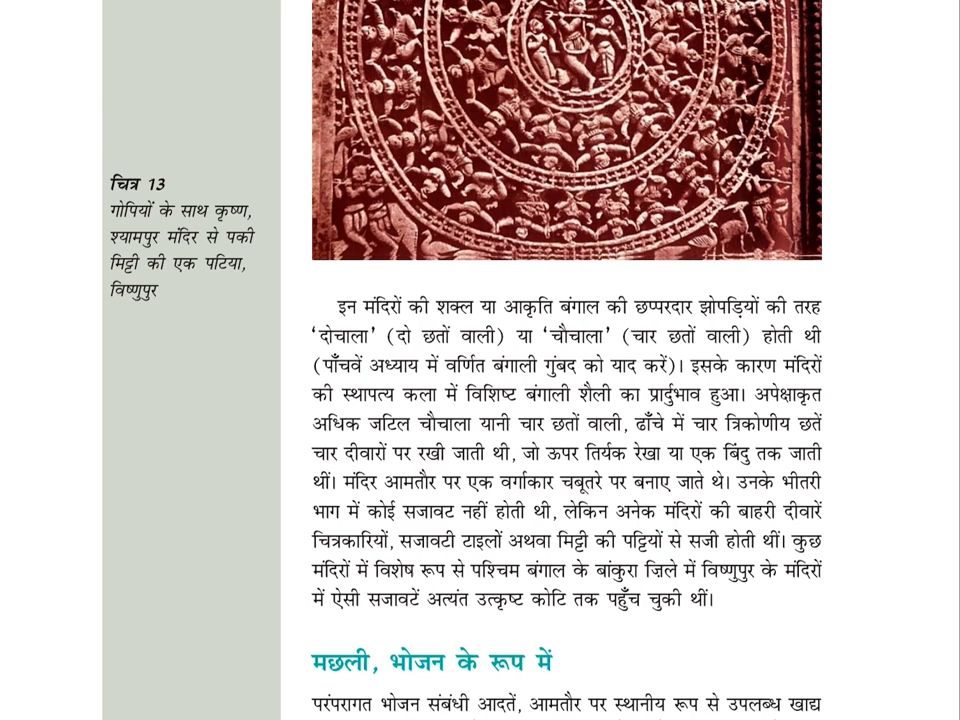 चित्र 13
गोपियों के साथ कृष्ण,
श्यामपुर मंदिर से पकी
मिट्टी की एक पटिया,
विष्णुपुर
इन मंदिरों की शक्ल या आकृति बंगाल की छप्परदार झोपड़ियों की तरह
‘दोचाला’ (दो छतों वाली) या ‘चौचाला’ (चार छतों वाली) होती थी
(पाँचवें अध्याय में वर्णित बंगाली गुंबद को याद करें)। इसके कारण मंदिरों
की स्थापत्य कला में विशिष्ट बंगाली शैली का प्रार्दुभाव हुआ। अपेक्षाकृत
अधिक जटिल चौचाला यानी चार छतों वाली, ढाँचे में चार त्रिकोणीय छतें
चार दीवारों पर रखी जाती थी, जो ऊपर तिर्यक रेखा या एक बिंदु तक जाती
थीं। मंदिर आमतौर पर एक वर्गाकार चबूतरे पर बनाए जाते थे। उनके भीतरी
भाग में कोई सजावट नहीं होती थी, लेकिन अनेक मंदिरों की बाहरी दीवारें
चित्रकारियों, सजावटी टाइलों अथवा मिट्टी की पट्टियों से सजी होती थीं। कुछ
मंदिरों में विशेष रूप से पश्चिम बंगाल के बांकुरा ज़िले में विष्णुपुर के मंदिरों
में ऐसी सजावटें अत्यंत उत्कृष्ट कोटि तक पहुँच चुकी थीं।
मछली, भोजन के रूप में
परंपरागत भोजन संबंधी आदतें, आमतौर पर स्थानीय रूप से उपलब्ध खाद्य